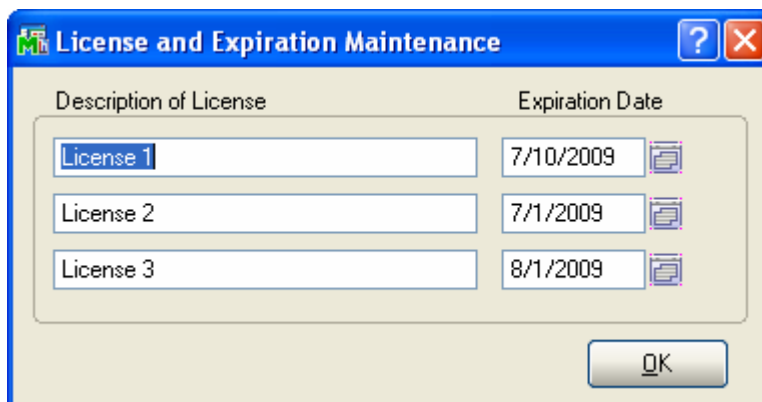 License and Expiration Maintenance
Description of License Expiration Date
License 1 7/10/2009
License 2 7/1/2009
License 3 8/1/2009
OK